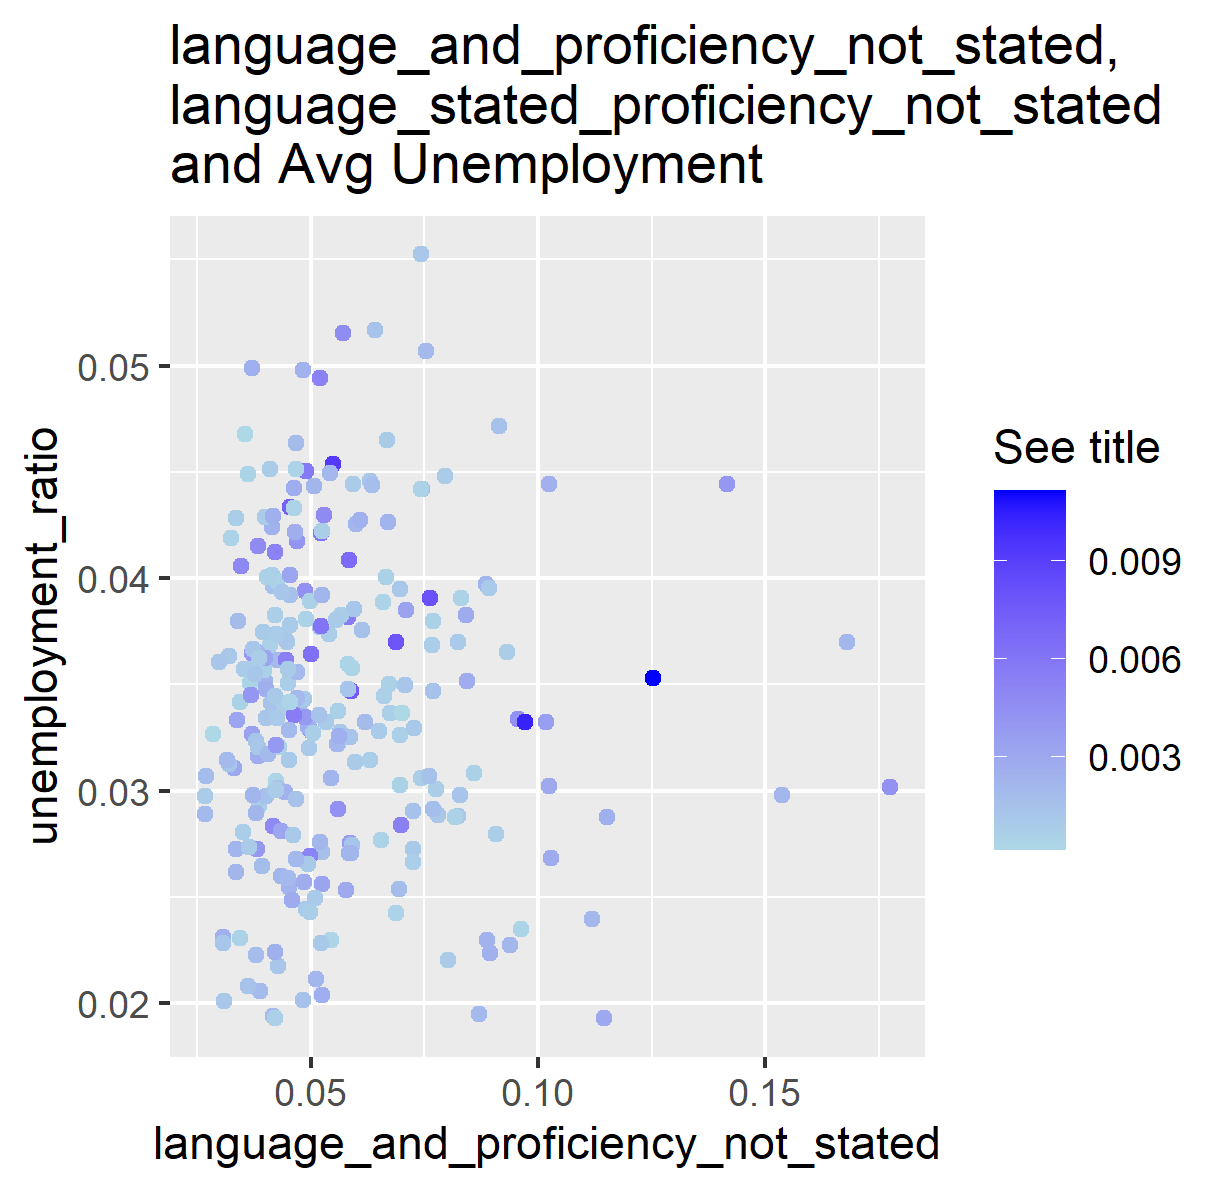 language_and_proficiency_not_stated,
language_stated_proficiency_not_stated
and Avg Unemployment
unemployment_ratio
0.05
0.04
0.03
0.02
0.05 0.10 0.15
language_and_proficiency_not_stated
See title
0.009
0.006
0.003